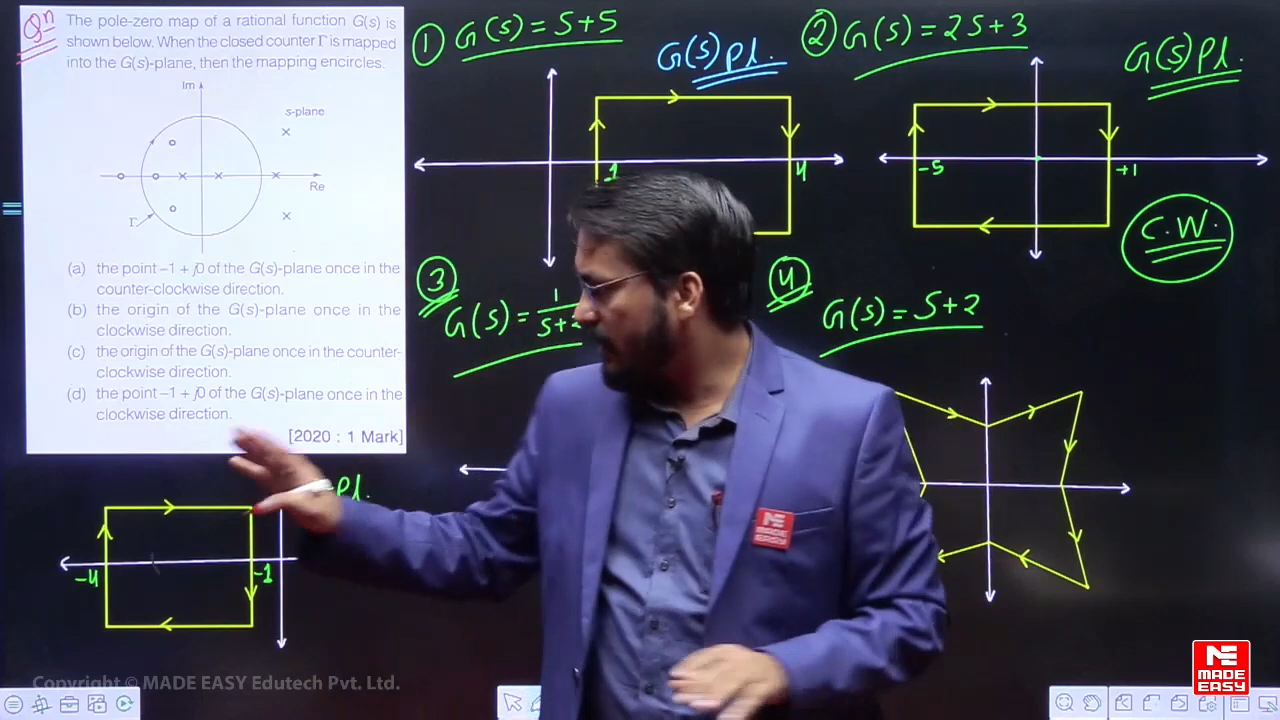 Qn
The pole-zero map of a rational function G(s) is
shown below. When the closed counter Γ is mapped
into the G(s)-plane, then the mapping encircles.
Im
s-plane
Re
Γ
(a) the point –1 + j0 of the G(s)-plane once in the
counter-clockwise direction.
(b) the origin of the G(s)-plane once in the
clockwise direction.
(c) the origin of the G(s)-plane once in the counter-
clockwise direction.
(d) the point –1 + j0 of the G(s)-plane once in the
clockwise direction.
[2020 : 1 Mark]
① G(s) = S+5
G(s) Pl.
-1
4
② G(s) = 2S+3
G(s) Pl.
-5
+1
C.W.
③
G(s) = 1
S+
④
G(s) = S+2
Pl.
-4
-1
Copyright © MADE EASY Edutech Pvt. Ltd.
MADE
EASY
MADE
EASY